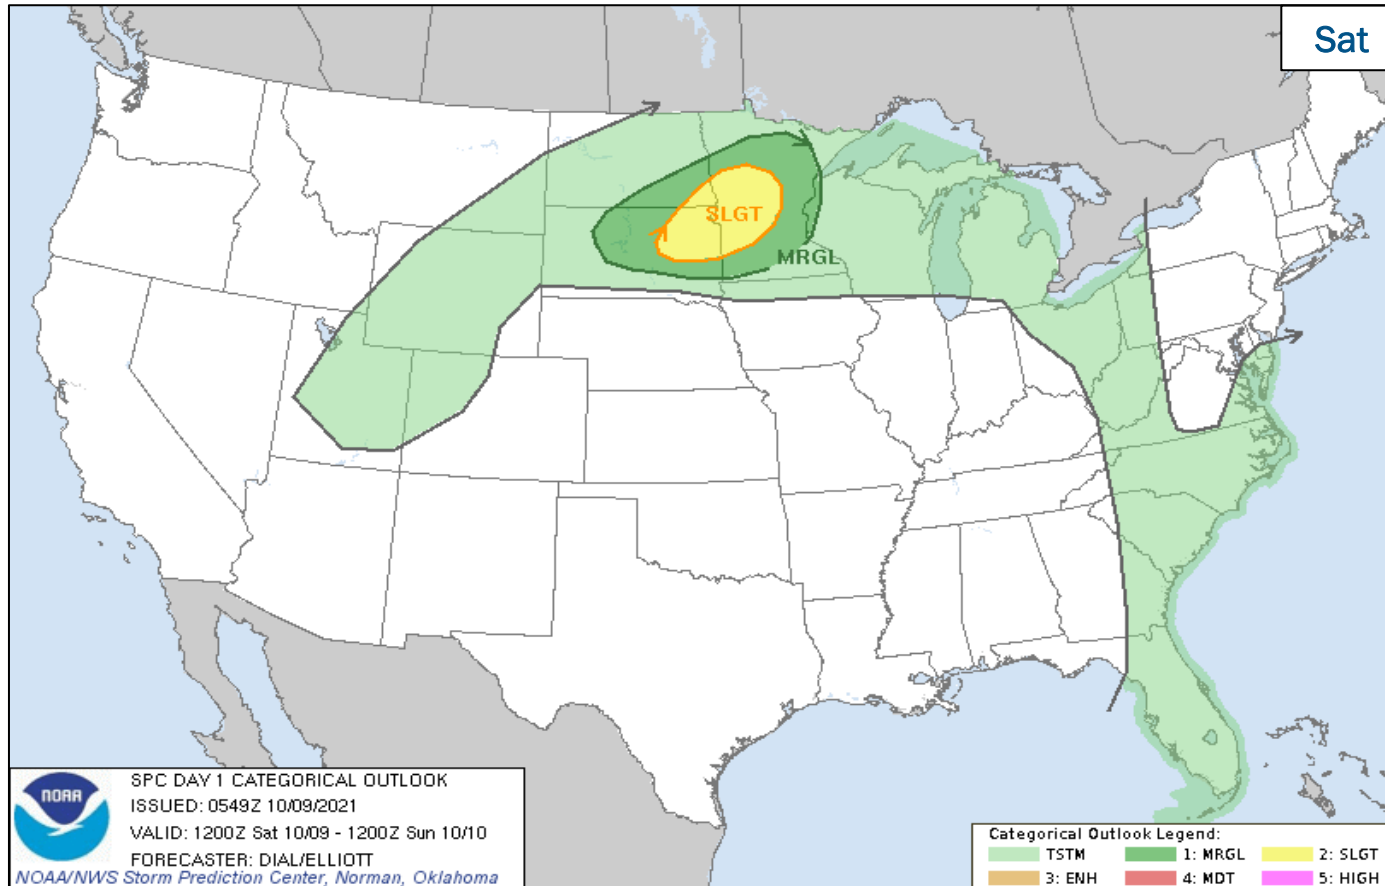 Sat
SLGT
MRGL
NOAA
SPC DAY 1 CATEGORICAL OUTLOOK
ISSUED: 0549Z 10/09/2021
VALID: 1200Z Sat 10/09 - 1200Z Sun 10/10
FORECASTER: DIAL/ELLIOTT
NOAA/NWS Storm Prediction Center, Norman, Oklahoma
Categorical Outlook Legend:
TSTM 1: MRGL 2: SLGT
3: ENH 4: MDT 5: HIGH